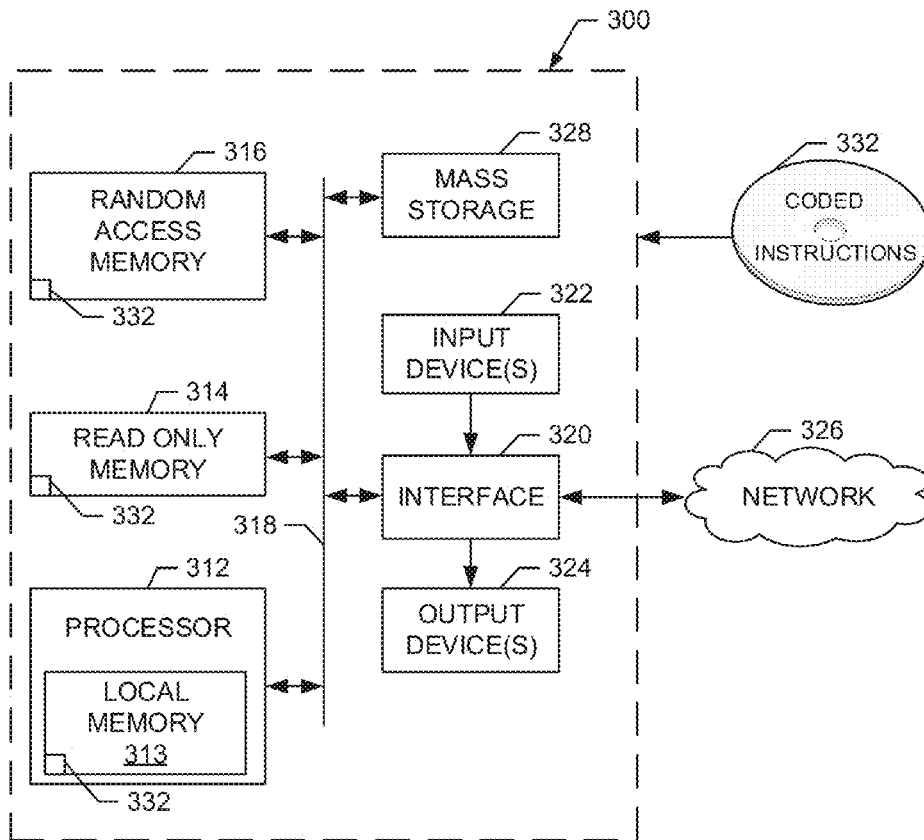 300
316
RANDOM
ACCESS
MEMORY
332
328
MASS
STORAGE
332
CODED
INSTRUCTIONS
322
INPUT
DEVICE(S)
314
READ ONLY
MEMORY
332
320
INTERFACE
326
NETWORK
318
312
PROCESSOR
LOCAL
MEMORY
313
332
324
OUTPUT
DEVICE(S)